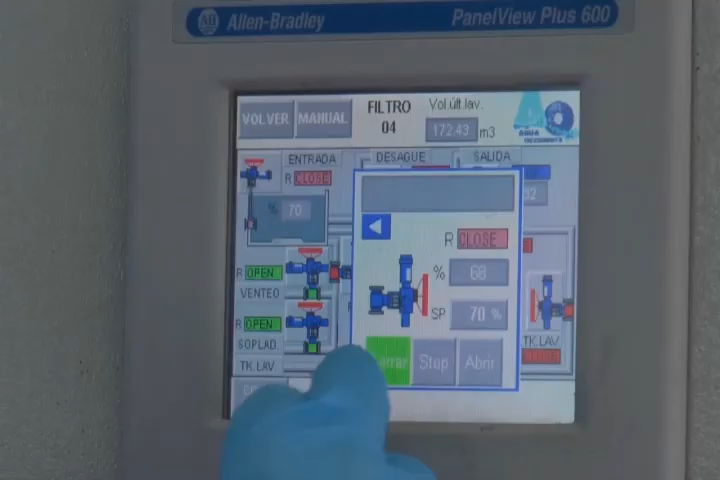 AB Allen-Bradley PanelView Plus 600
VOLVER MANUAL FILTRO 04 Vol.últ.lav. 172.43 m3
ENTRADA DESAGUE SALIDA
R CLOSE
% 70
R CLOSE
% 68
R OPEN
VENTEO
SP 70 %
R OPEN
SOPLAD.
TK.LAV.
TK.LAV
Stop Abrir